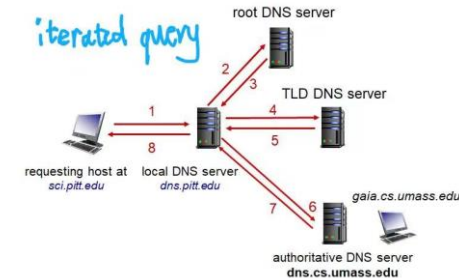 iterated query
root DNS server
2
3
TLD DNS server
1
4
8
5
requesting host at
sci.pitt.edu
local DNS server
dns.pitt.edu
7
6
gaia.cs.umass.edu
authoritative DNS server
dns.cs.umass.edu